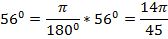 56⁰ = π/180⁰ * 56⁰ = 14π/45